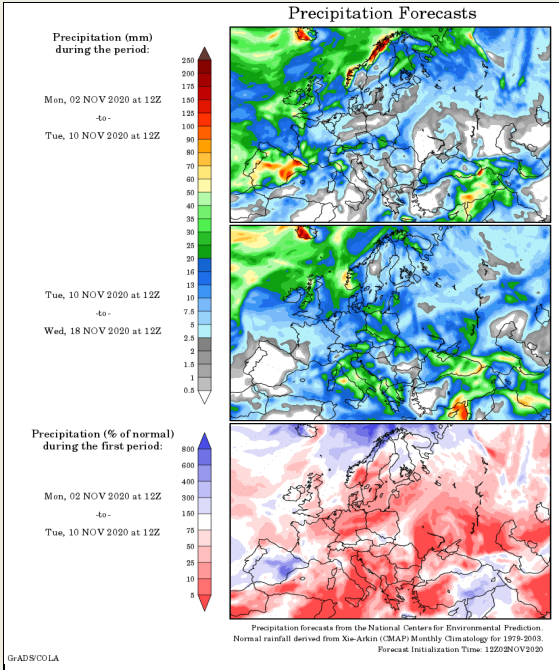 Precipitation Forecasts
Precipitation (mm)
during the period:
Mon, 02 NOV 2020 at 12Z
-to-
Tue, 10 NOV 2020 at 12Z
250
200
175
150
125
100
90
80
70
60
50
40
35
30
25
20
16
13
10
7.5
5
2.5
2
1.5
1
0.5
Tue, 10 NOV 2020 at 12Z
-to-
Wed, 18 NOV 2020 at 12Z
Precipitation (% of normal)
during the first period:
Mon, 02 NOV 2020 at 12Z
-to-
Tue, 10 NOV 2020 at 12Z
800
600
400
300
150
75
50
25
10
5
Precipitation forecasts from the National Centers for Environmental Prediction.
Normal rainfall derived from Xie-Arkin (CMAP) Monthly Climatology for 1979-2003.
Forecast Initialization Time: 12Z02NOV2020
GrADS/COLA